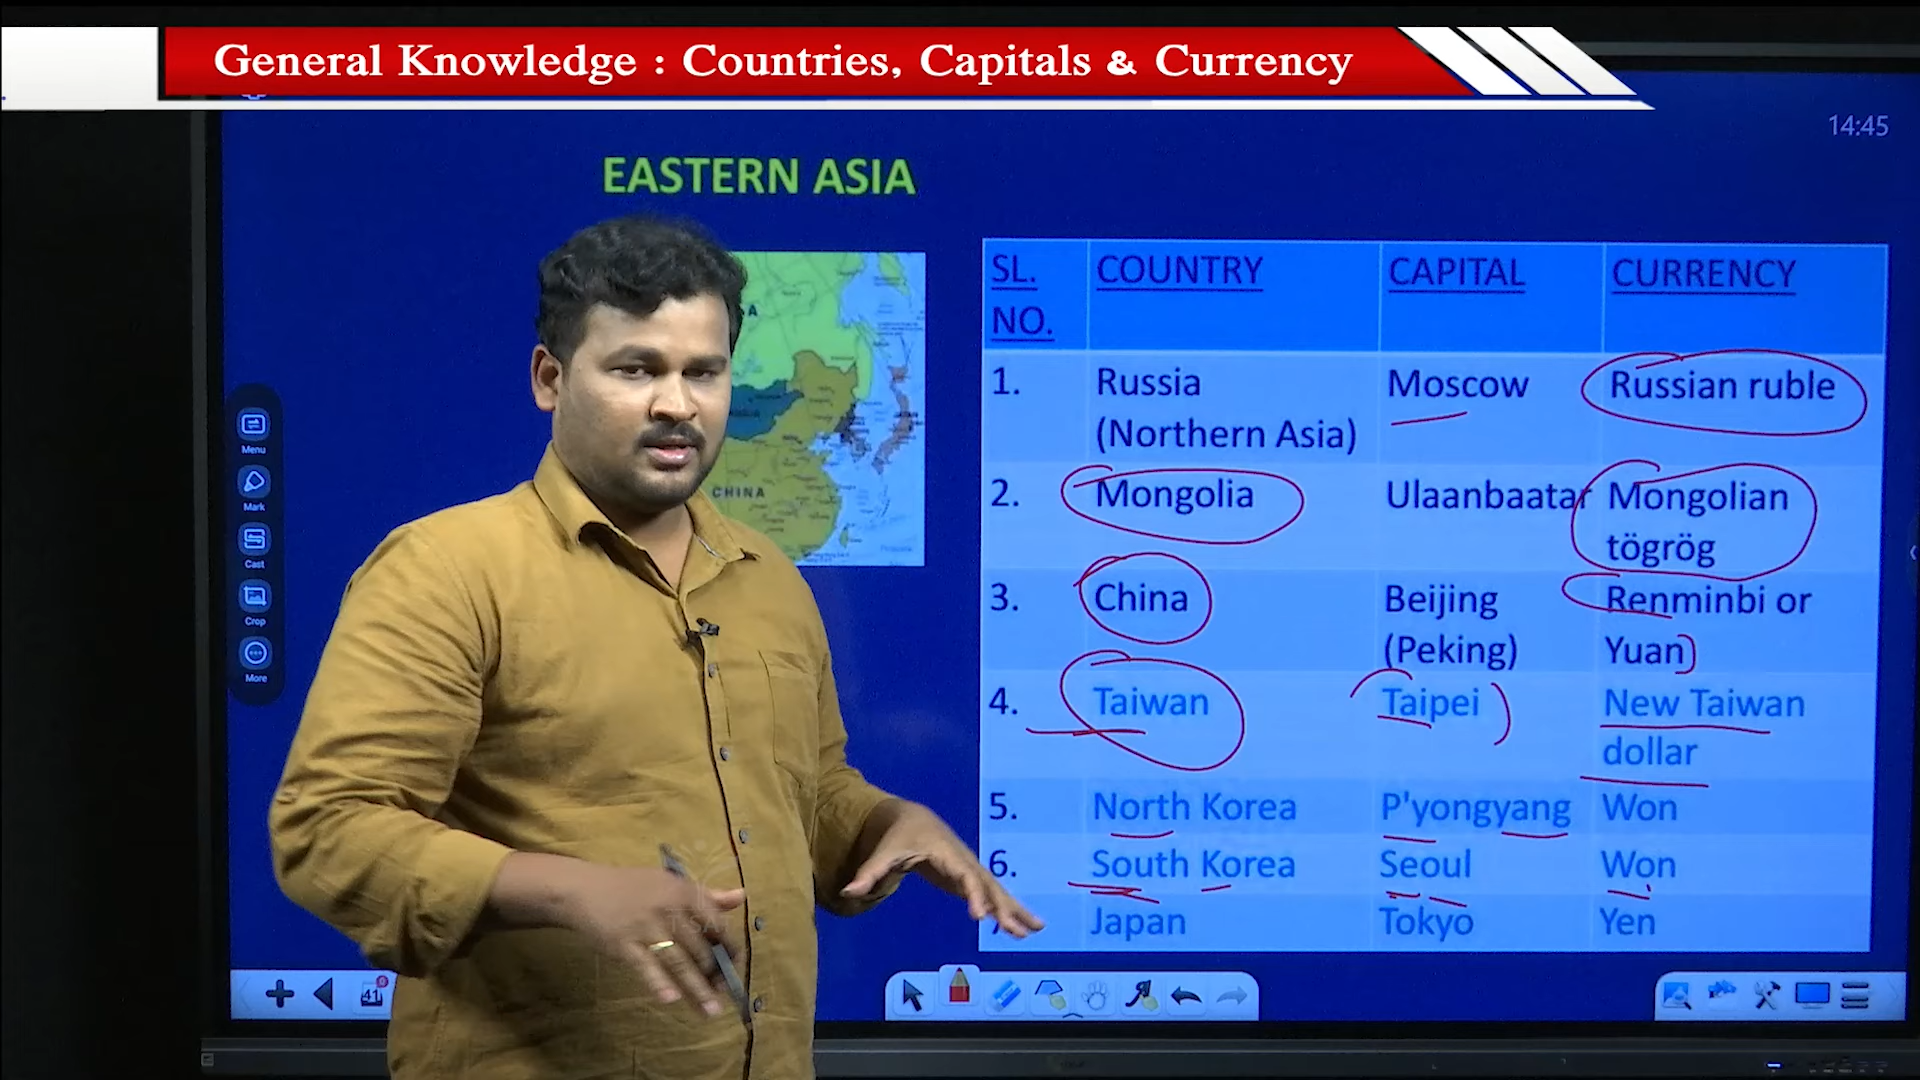 General Knowledge : Countries, Capitals & Currency
14:45
EASTERN ASIA
CHINA
SL. NO. COUNTRY CAPITAL CURRENCY
1. Russia (Northern Asia) Moscow Russian ruble
2. Mongolia Ulaanbaatar Mongolian tögrög
3. China Beijing (Peking) Renminbi or Yuan
4. Taiwan Taipei New Taiwan dollar
5. North Korea P'yongyang Won
6. South Korea Seoul Won
Japan Tokyo Yen
Menu
Mark
Cast
Crop
More
41